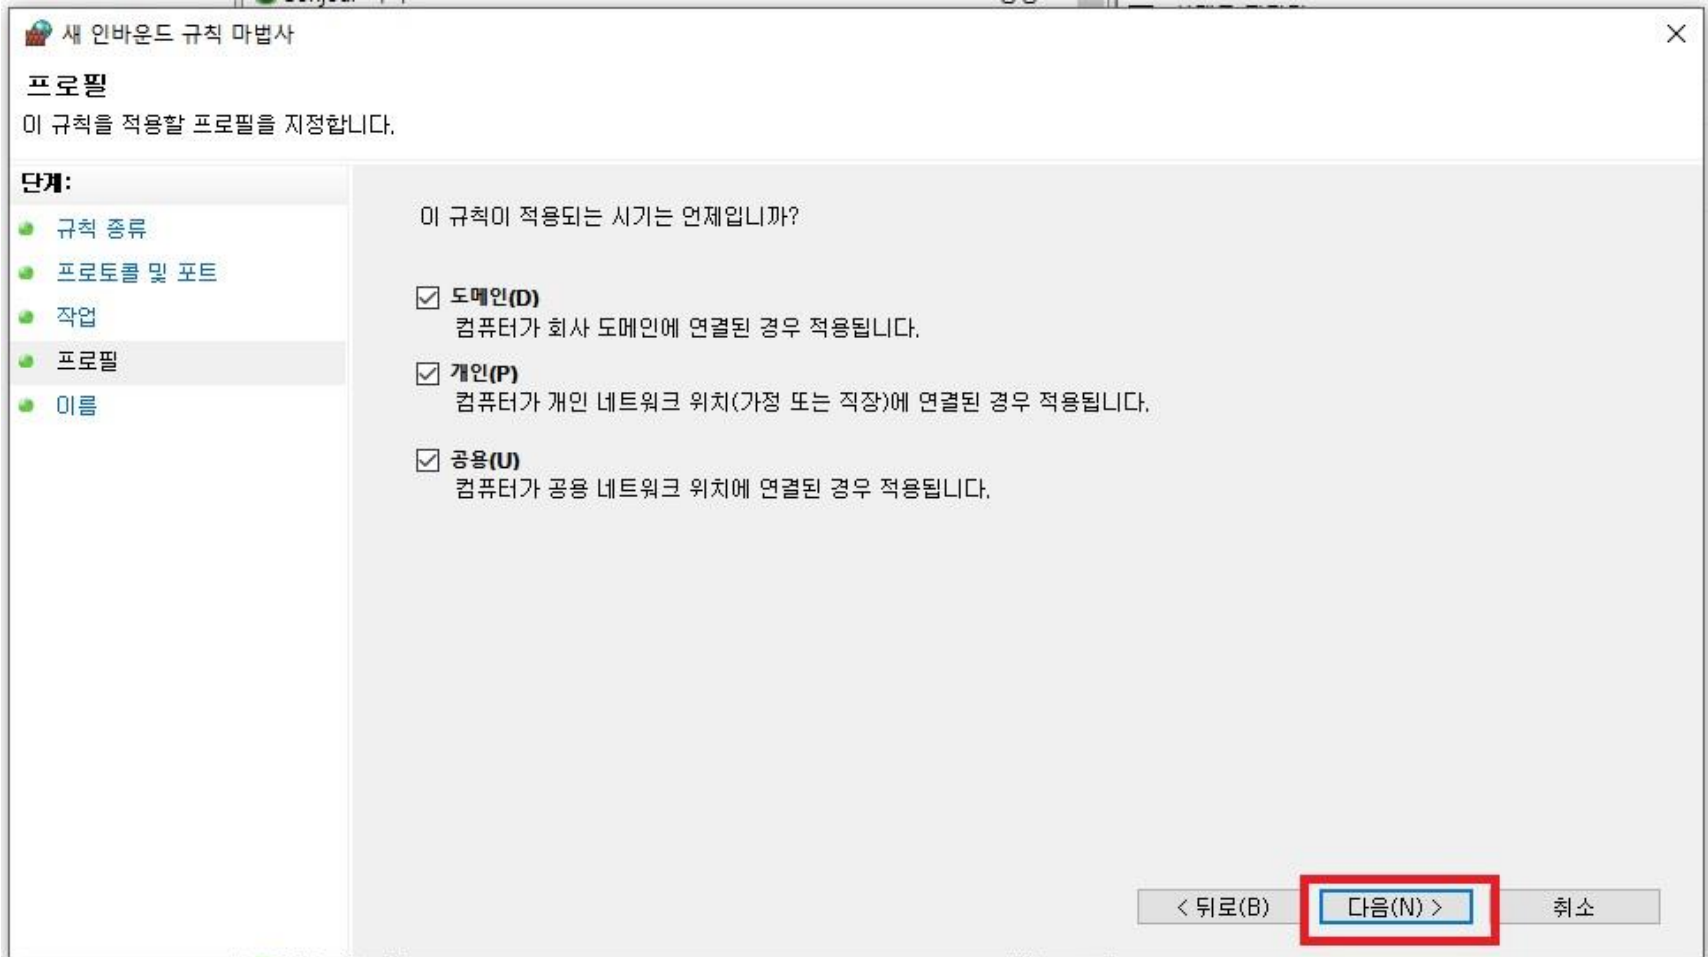 새 인바운드 규칙 마법사
프로필
이 규칙을 적용할 프로필을 지정합니다.
단계:
규칙 종류
프로토콜 및 포트
작업
프로필
이름
이 규칙이 적용되는 시기는 언제입니까?
도메인(D)
컴퓨터가 회사 도메인에 연결된 경우 적용됩니다.
개인(P)
컴퓨터가 개인 네트워크 위치(가정 또는 직장)에 연결된 경우 적용됩니다.
공용(U)
컴퓨터가 공용 네트워크 위치에 연결된 경우 적용됩니다.
< 뒤로(B)
다음(N) >
취소